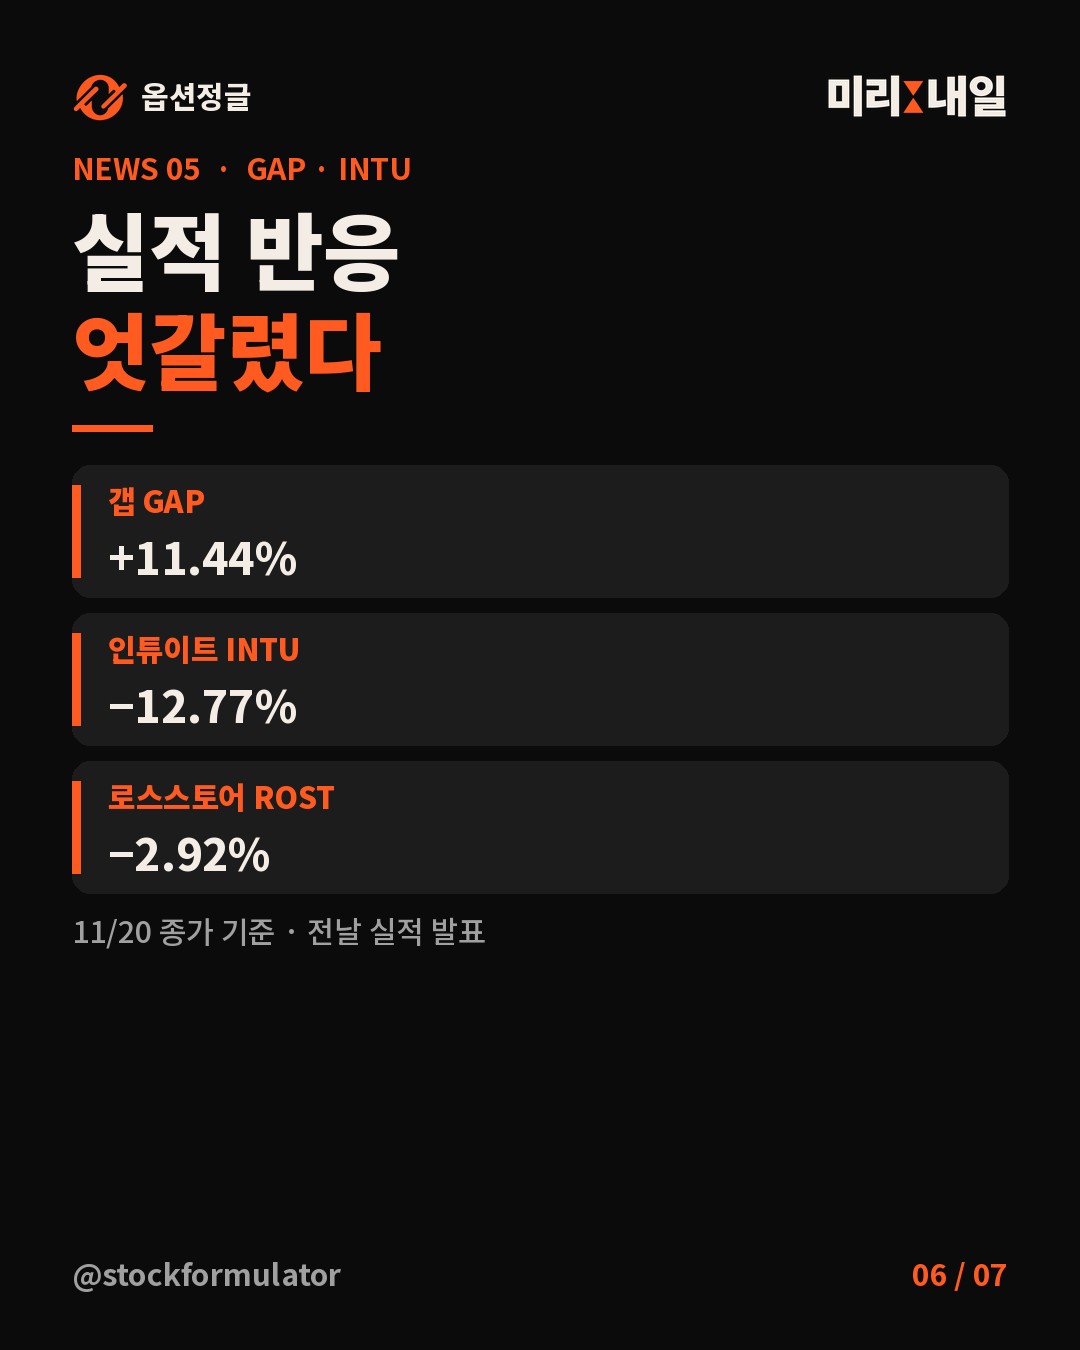 옵션정글
미리:내일
NEWS 05 · GAP · INTU
실적 반응
엇갈렸다
갭 GAP
+11.44%
인튜이트 INTU
−12.77%
로스스토어 ROST
−2.92%
11/20 종가 기준 · 전날 실적 발표
@stockformulator
06 / 07